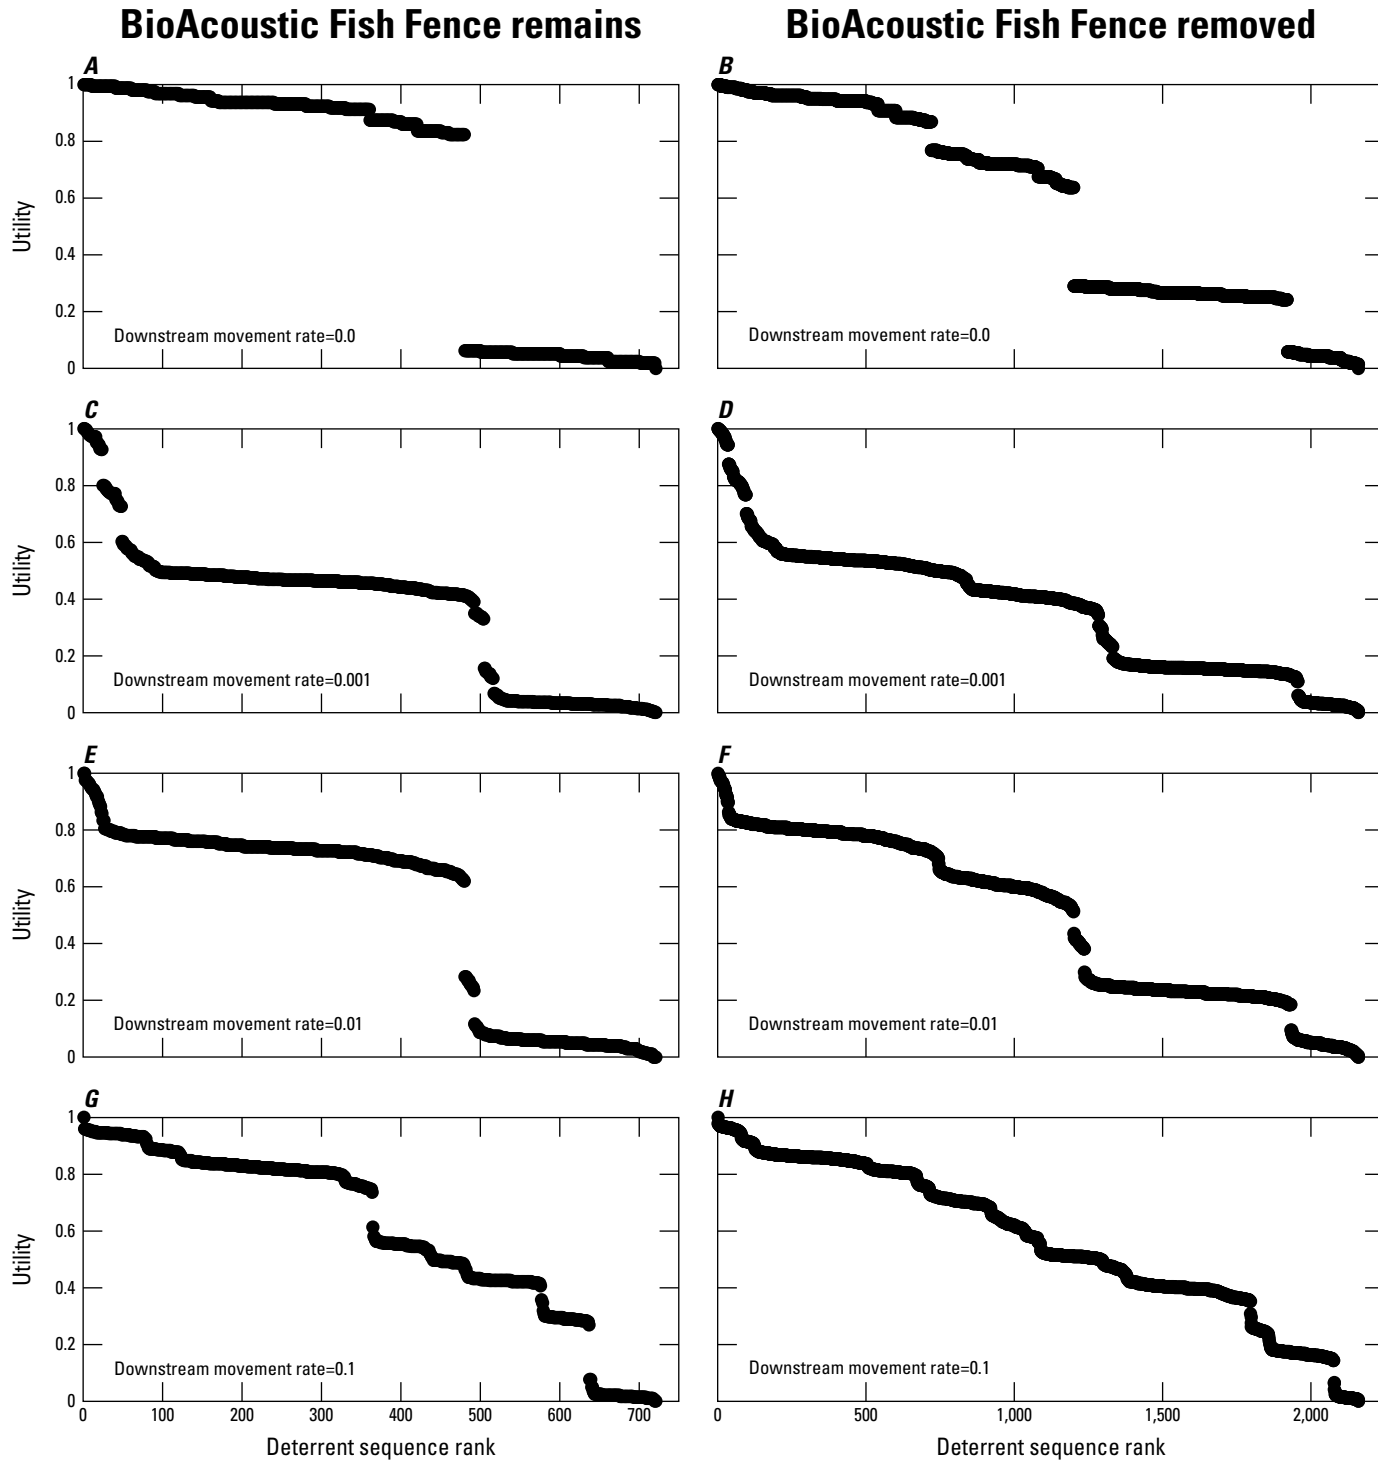 BioAcoustic Fish Fence remains
BioAcoustic Fish Fence removed
A
1
0.8
0.6
0.4
0.2
0
Utility
Downstream movement rate=0.0
B
Downstream movement rate=0.0
C
1
0.8
0.6
0.4
0.2
0
Utility
Downstream movement rate=0.001
D
Downstream movement rate=0.001
E
1
0.8
0.6
0.4
0.2
0
Utility
Downstream movement rate=0.01
F
Downstream movement rate=0.01
G
1
0.8
0.6
0.4
0.2
0
Utility
Downstream movement rate=0.1
0 100 200 300 400 500 600 700
Deterrent sequence rank
H
Downstream movement rate=0.1
0 500 1,000 1,500 2,000
Deterrent sequence rank